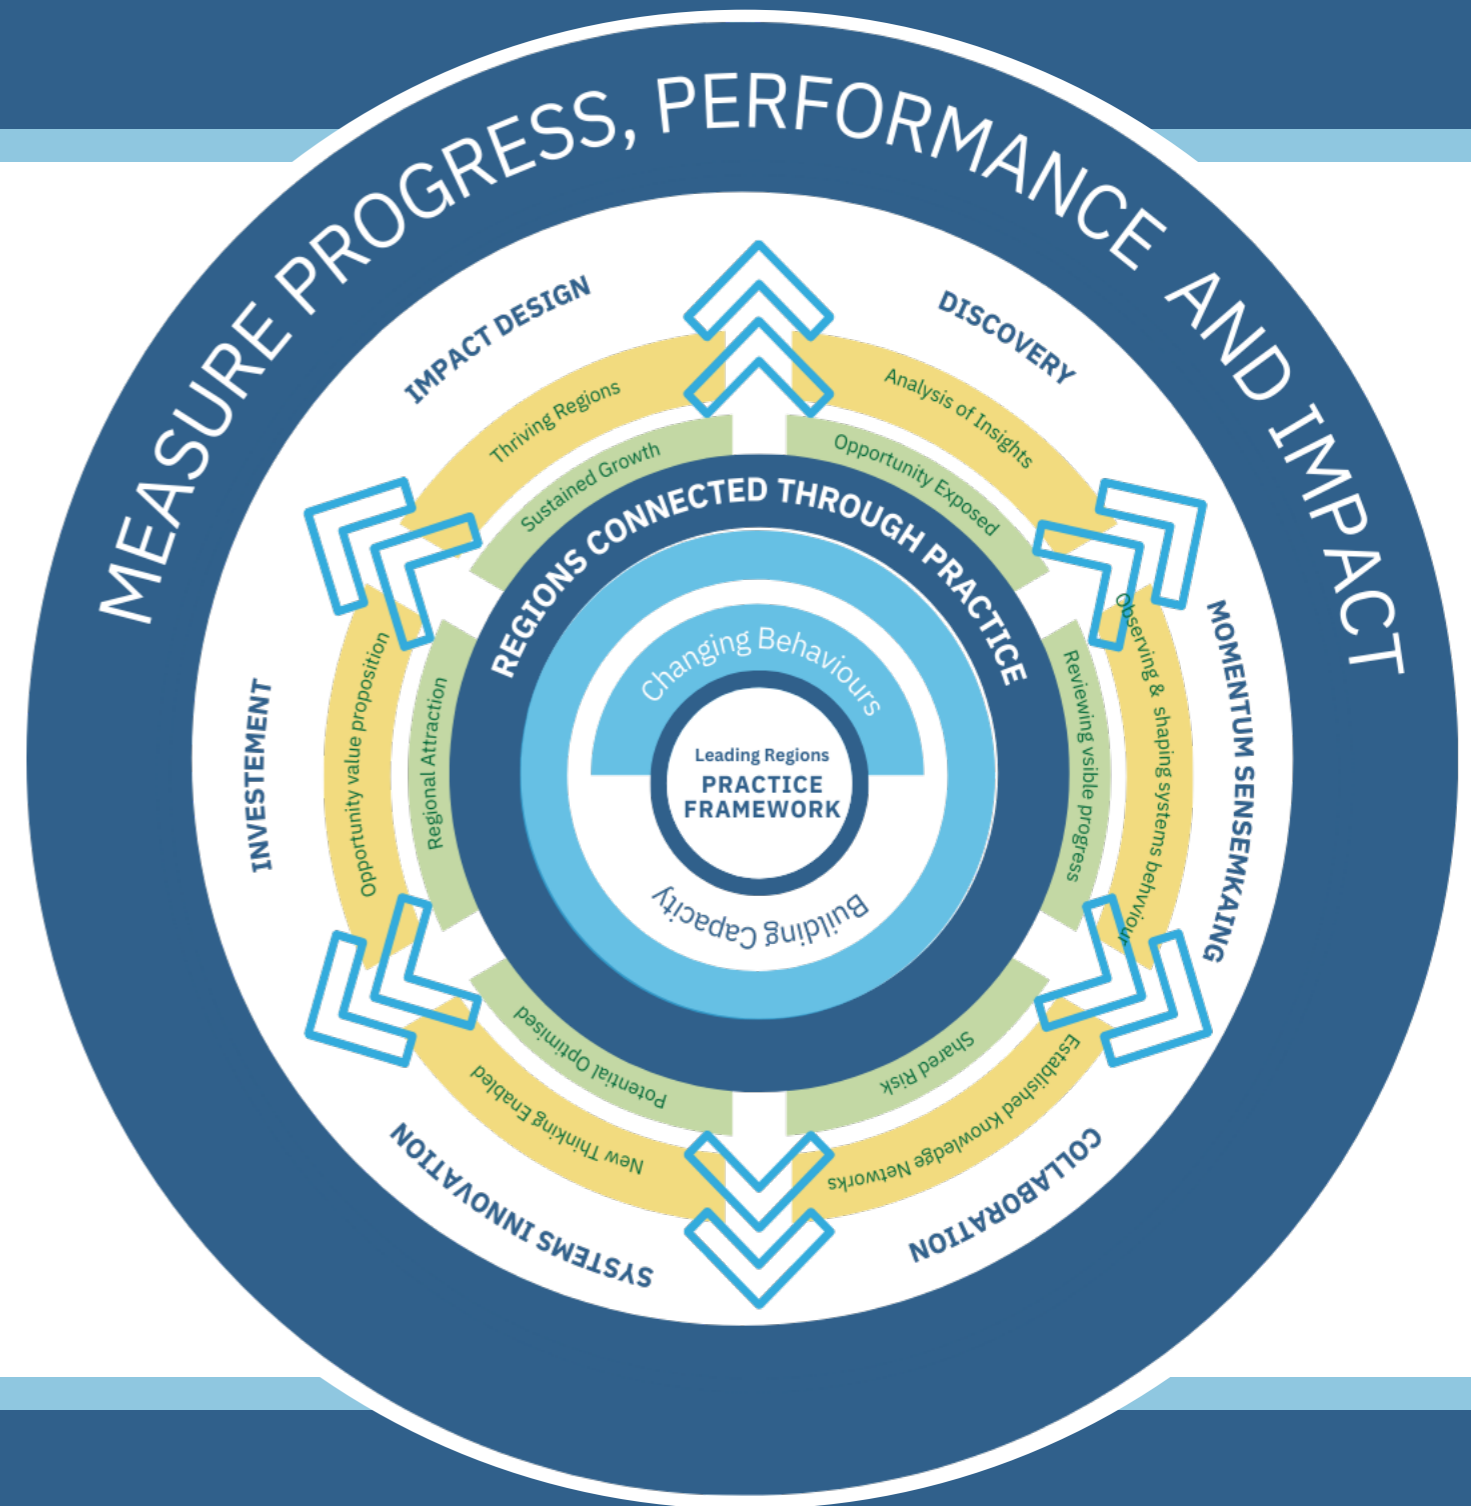 MEASURE PROGRESS, PERFORMANCE AND IMPACT
IMPACT DESIGN
DISCOVERY
MOMENTUM SENSEMKAING
COLLABORATION
SYSTEMS INNOVATION
INVESTEMENT
Thriving Regions
Sustained Growth
Analysis of Insights
Opportunity Exposed
Observing & shaping systems behviour
Reviewing vsible progress
Established Knowledge Networks
Shared Risk
New Thinking Enabled
Potential Optimised
Opportunity value proposition
Regional Attraction
REGIONS CONNECTED THROUGH PRACTICE
Changing Behaviours
Leading Regions
PRACTICE
FRAMEWORK
Building Capacity